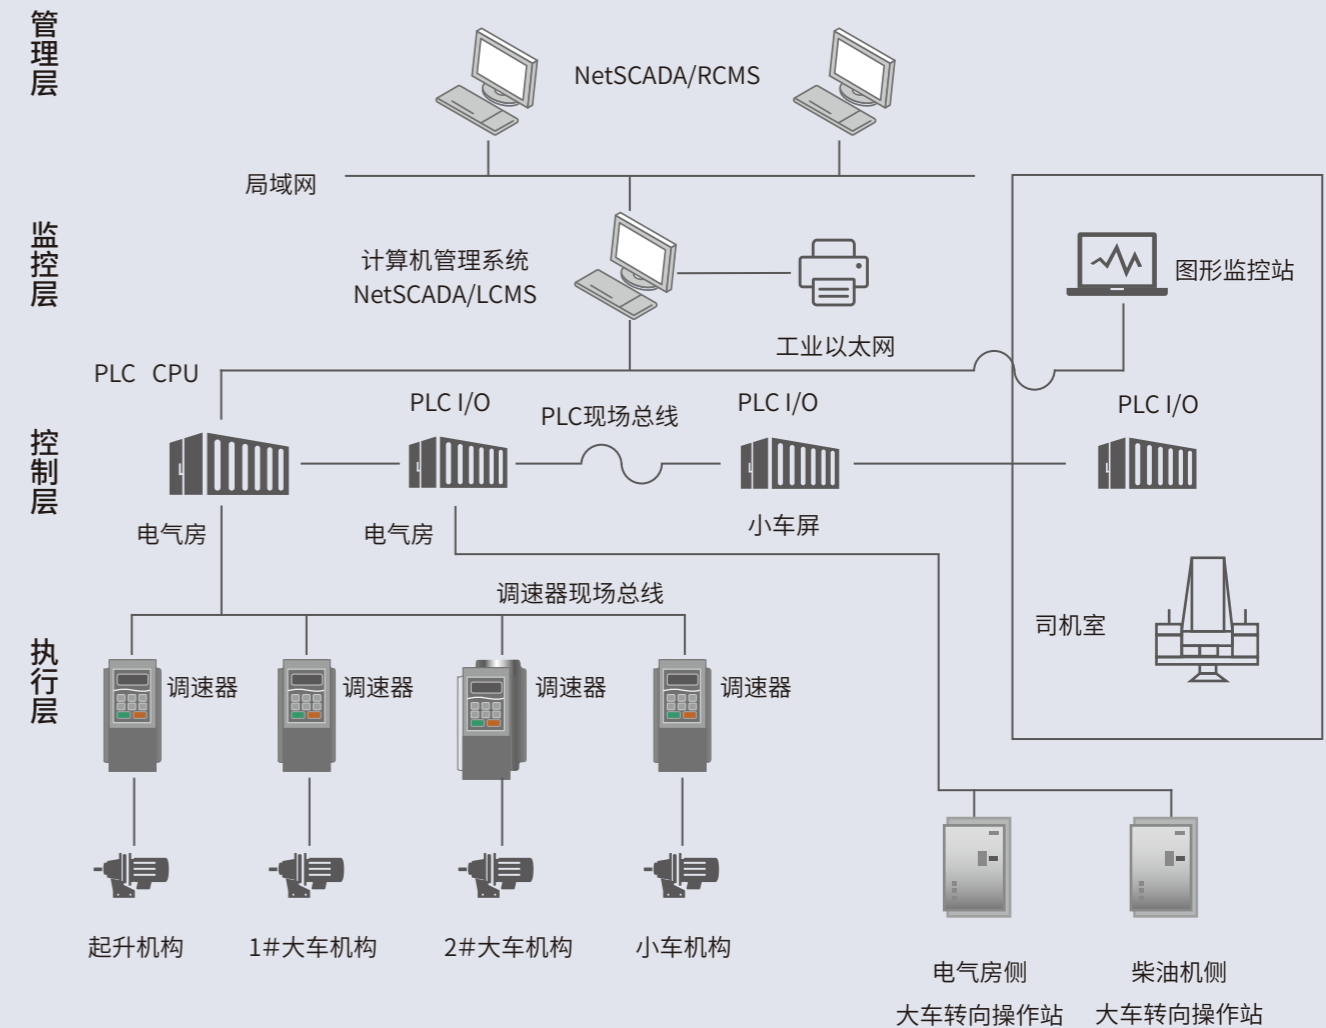 管理层
NetSCADA/RCMS
局域网
监控层
计算机管理系统
NetSCADA/LCMS
图形监控站
工业以太网
PLC CPU
PLC I/O
PLC现场总线
PLC I/O
PLC I/O
控制层
电气房
电气房
小车屏
调速器现场总线
司机室
执行层
调速器
调速器
调速器
调速器
起升机构
1#大车机构
2#大车机构
小车机构
电气房侧
大车转向操作站
柴油机侧
大车转向操作站